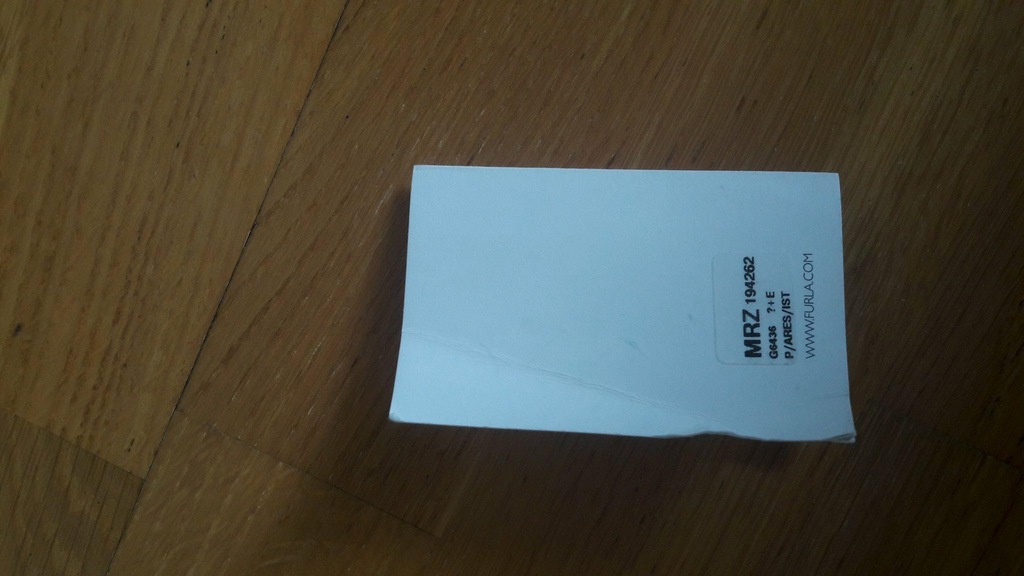 MRZ 194262
G6436 ?+E
P/ARES/IST
WWW.FURLA.COM